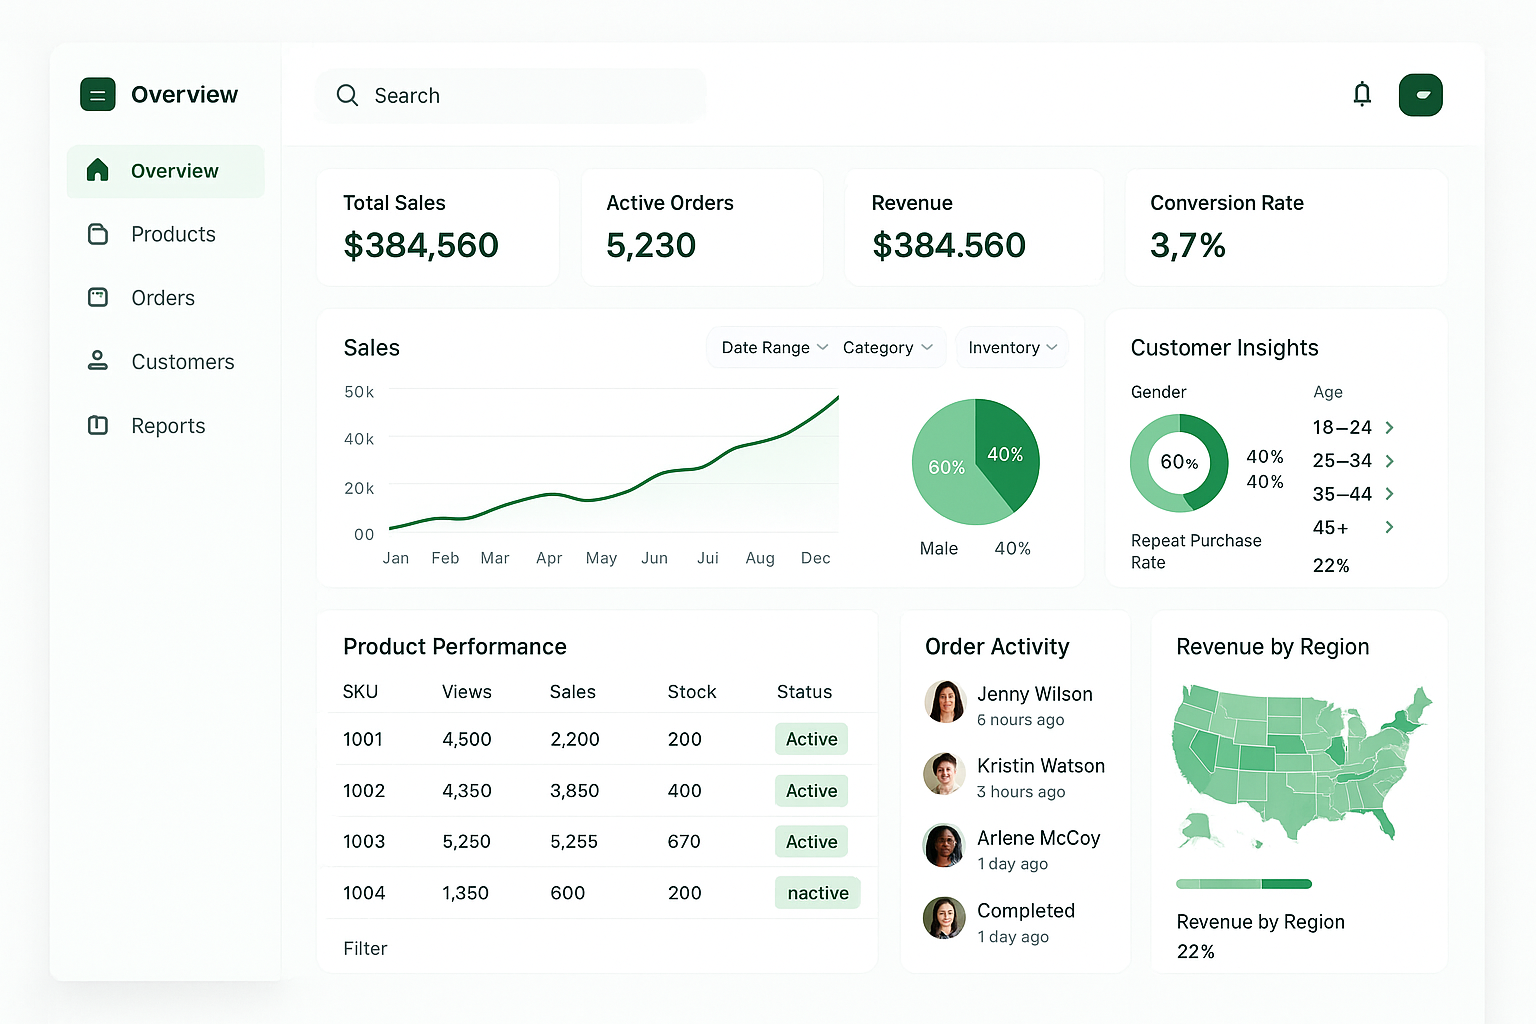 Overview
Search
Overview
Products
Orders
Customers
Reports
Total Sales
$384,560
Active Orders
5,230
Revenue
$384.560
Conversion Rate
3,7%
Sales
Date Range
Category
Inventory
50k
40k
20k
00
Jan Feb Mar Apr May Jun Jui Aug Dec
60%
40%
Male 40%
Customer Insights
Gender
60%
40%
40%
Repeat Purchase
Rate
Age
18–24
25–34
35–44
45+
22%
Product Performance
SKU Views Sales Stock Status
1001 4,500 2,200 200 Active
1002 4,350 3,850 400 Active
1003 5,250 5,255 670 Active
1004 1,350 600 200 nactive
Filter
Order Activity
Jenny Wilson
6 nours ago
Kristin Watson
3 hours ago
Arlene McCoy
1 day ago
Completed
1 day ago
Revenue by Region
Revenue by Region
22%